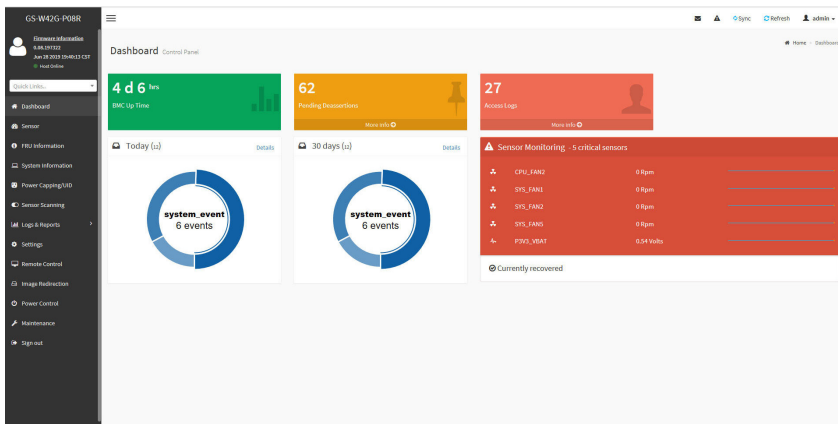 GS-W42G-P08R
Firmware Information
0.08.197322
Jun 18 2019 19:40:13 CST
Host Online
Quick Links...
Dashboard
Sensor
FRU Information
System Information
Power Capping/UID
Sensor Scanning
Logs & Reports
Settings
Remote Control
Image Redirection
Power Control
Maintenance
Sign out
Sync
Refresh
admin
Dashboard Control Panel
Home > Dashboard
4 d 6 hrs
BMC Up Time
62
Pending Deassertions
More info
27
Access Logs
More info
Today (12) Details
system_event
6 events
30 days (12) Details
system_event
6 events
Sensor Monitoring - 5 critical sensors
CPU_FAN2 0 Rpm
SYS_FAN1 0 Rpm
SYS_FAN2 0 Rpm
SYS_FAN5 0 Rpm
P3V3_VBAT 0.54 Volts
Currently recovered